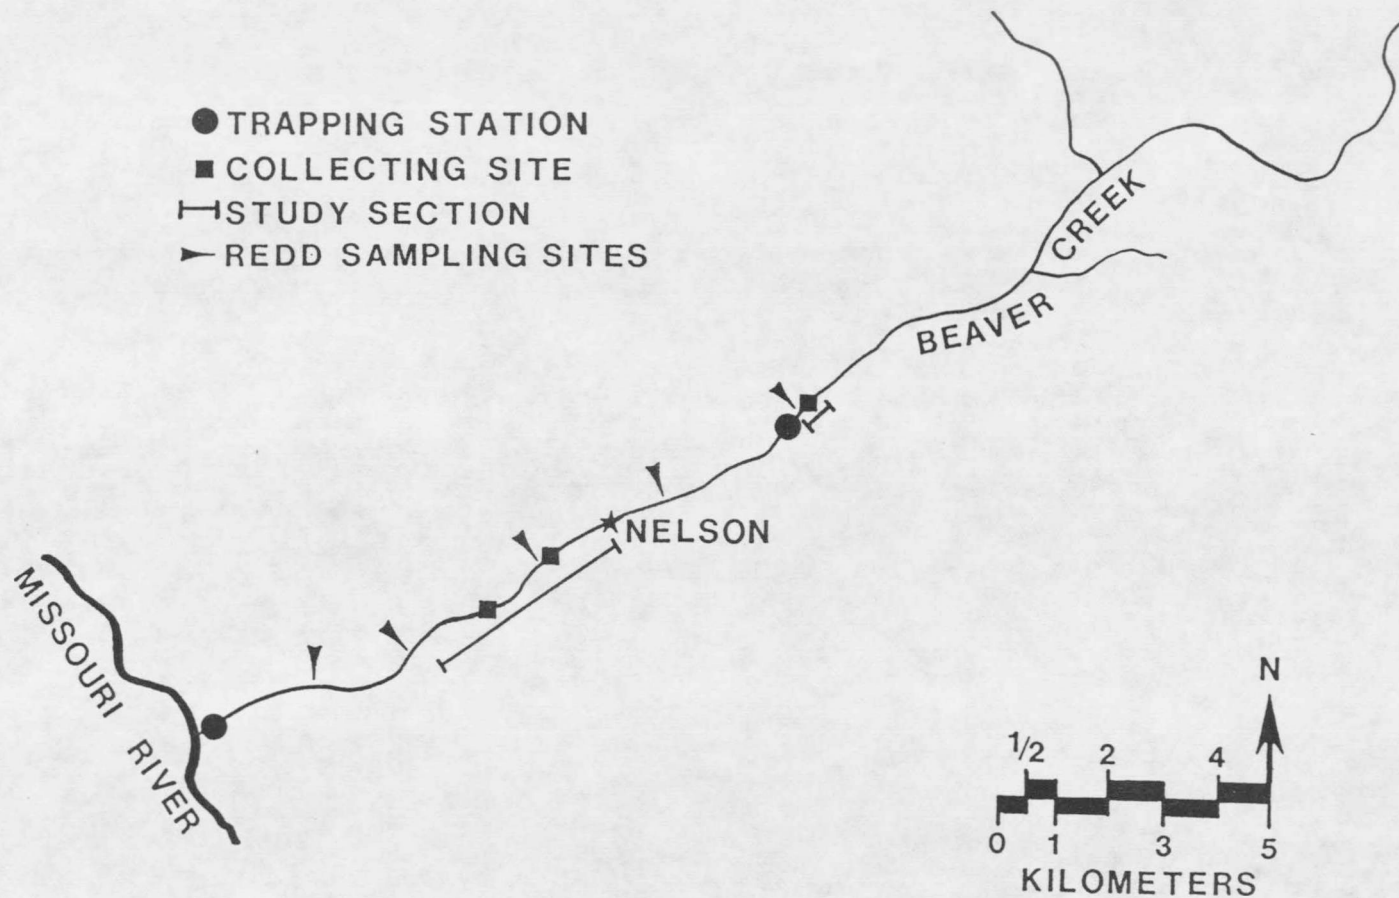 TRAPPING STATION
COLLECTING SITE
STUDY SECTION
REDD SAMPLING SITES
CREEK
BEAVER
NELSON
MISSOURI RIVER
N
1/2 2 4
0 1 3 5
KILOMETERS